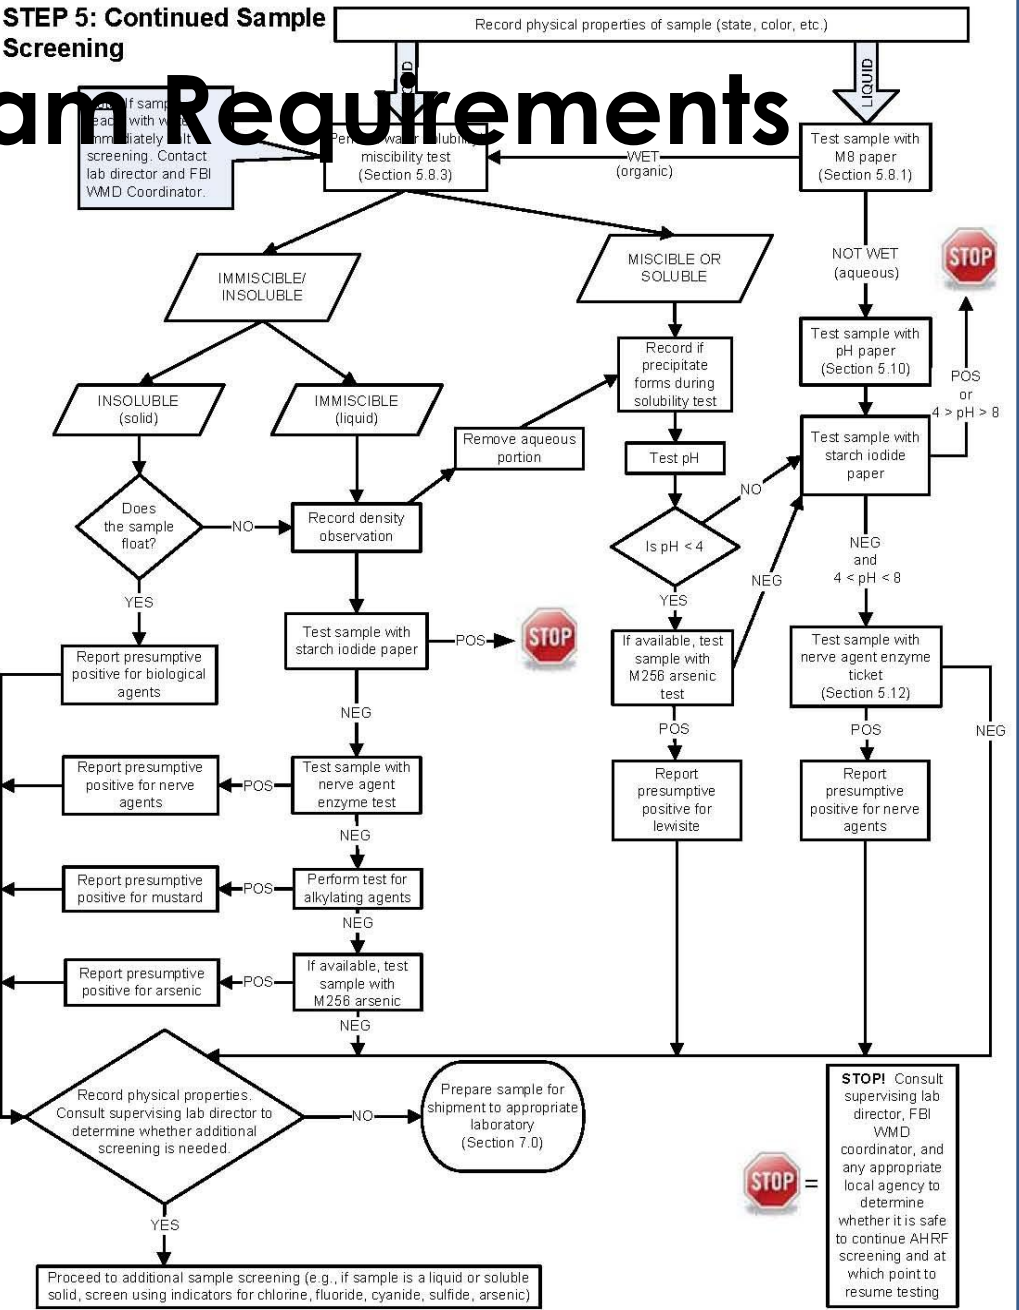 STEP 5: Continued Sample
Screening
Record physical properties of sample (state, color, etc.)
LIQUID
am Requirements
If samp
with
screening. Contact
lab director and FBI
WMD Coordinator.
miscibility test
(Section 5.8.3)
WET
(organic)
Test sample with
M8 paper
(Section 5.8.1)
IMMISCIBLE/
INSOLUBLE
MISCIBLE OR
SOLUBLE
NOT WET
(aqueous)
STOP
INSOLUBLE
(solid)
IMMISCIBLE
(liquid)
Record if
precipitate
forms during
solubility test
Test sample with
pH paper
(Section 5.10)
POS
or
4 > pH > 8
Remove aqueous
portion
Test pH
Test sample with
starch iodide
paper
Does
the sample
float?
NO
Record density
observation
NO
Is pH < 4
NEG
and
4 < pH < 8
NEG
YES
YES
Test sample with
starch iodide paper
POS
STOP
If available, test
sample with
M256 arsenic
test
Test sample with
nerve agent enzyme
ticket
(Section 5.12)
Report presumptive
positive for biological
agents
NEG
POS
POS
NEG
Report presumptive
positive for nerve
agents
POS
Test sample with
nerve agent
enzyme test
Report
presumptive
positive for
lewisite
Report
presumptive
positive for nerve
agents
NEG
Report presumptive
positive for mustard
POS
Perform test for
alkylating agents
NEG
Report presumptive
positive for arsenic
POS
If available, test
sample with
M256 arsenic
NEG
Record physical properties.
Consult supervising lab director to
determine whether additional
screening is needed.
NO
Prepare sample for
shipment to appropriate
laboratory
(Section 7.0)
STOP =
STOP! Consult
supervising lab
director, FBI
WMD
coordinator, and
any appropriate
local agency to
determine
whether it is safe
to continue AHRF
screening and at
which point to
resume testing
YES
Proceed to additional sample screening (e.g., if sample is a liquid or soluble
solid, screen using indicators for chlorine, fluoride, cyanide, sulfide, arsenic)